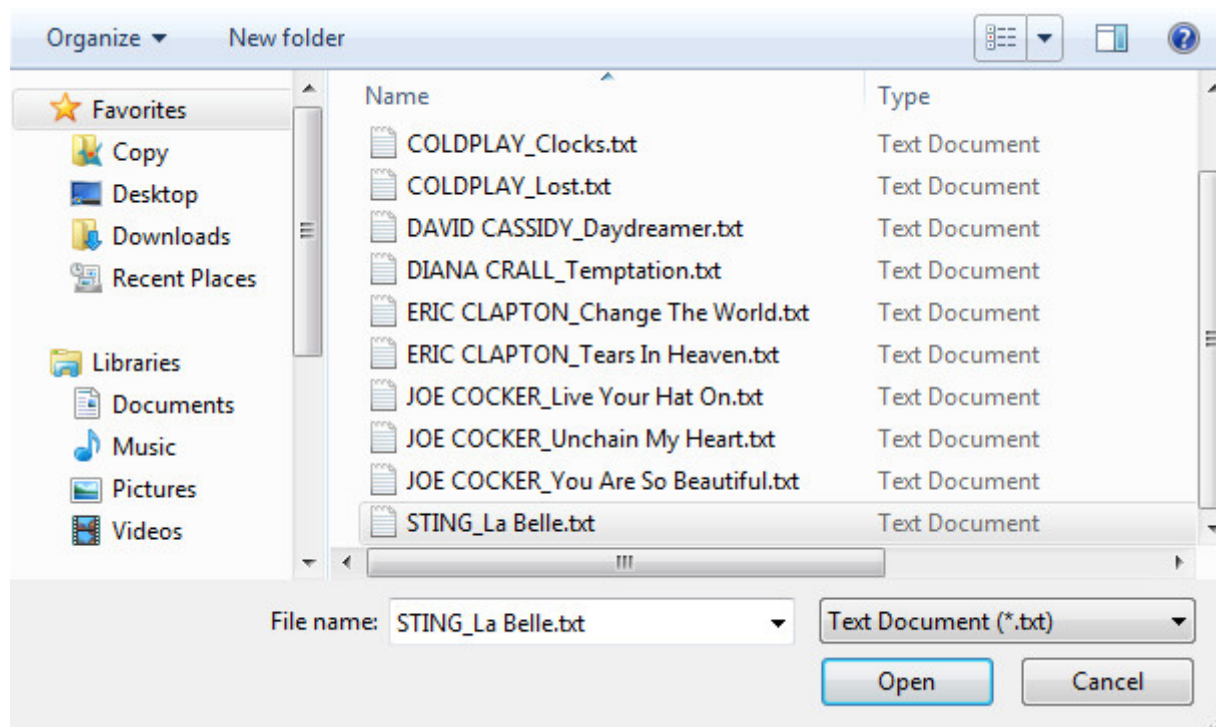 Organize New folder
Name Type
Favorites
Copy
Desktop
Downloads
Recent Places
Libraries
Documents
Music
Pictures
Videos
COLDPLAY_Clocks.txt Text Document
COLDPLAY_Lost.txt Text Document
DAVID CASSIDY_Daydreamer.txt Text Document
DIANA CRALL_Temptation.txt Text Document
ERIC CLAPTON_Change The World.txt Text Document
ERIC CLAPTON_Tears In Heaven.txt Text Document
JOE COCKER_Live Your Hat On.txt Text Document
JOE COCKER_Unchain My Heart.txt Text Document
JOE COCKER_You Are So Beautiful.txt Text Document
STING_La Belle.txt Text Document
File name: STING_La Belle.txt Text Document (*.txt)
Open Cancel